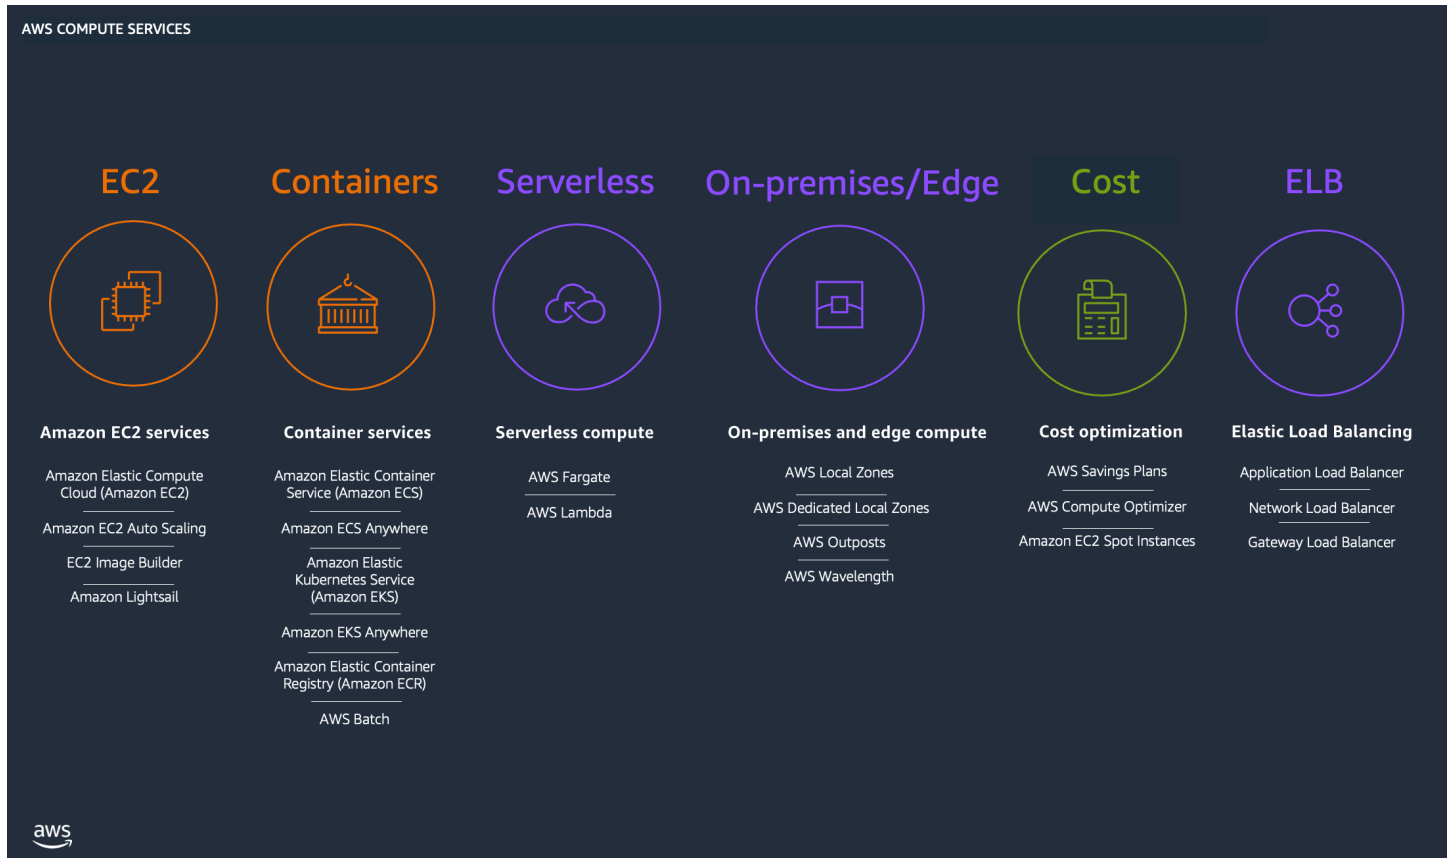 AWS COMPUTE SERVICES
EC2
Containers
Serverless
On-premises/Edge
Cost
ELB
Amazon EC2 services
Amazon Elastic Compute
Cloud (Amazon EC2)
Amazon EC2 Auto Scaling
EC2 Image Builder
Amazon Lightsail
Container services
Amazon Elastic Container
Service (Amazon ECS)
Amazon ECS Anywhere
Amazon Elastic
Kubernetes Service
(Amazon EKS)
Amazon EKS Anywhere
Amazon Elastic Container
Registry (Amazon ECR)
AWS Batch
Serverless compute
AWS Fargate
AWS Lambda
On-premises and edge compute
AWS Local Zones
AWS Dedicated Local Zones
AWS Outposts
AWS Wavelength
Cost optimization
AWS Savings Plans
AWS Compute Optimizer
Amazon EC2 Spot Instances
Elastic Load Balancing
Application Load Balancer
Network Load Balancer
Gateway Load Balancer
aws